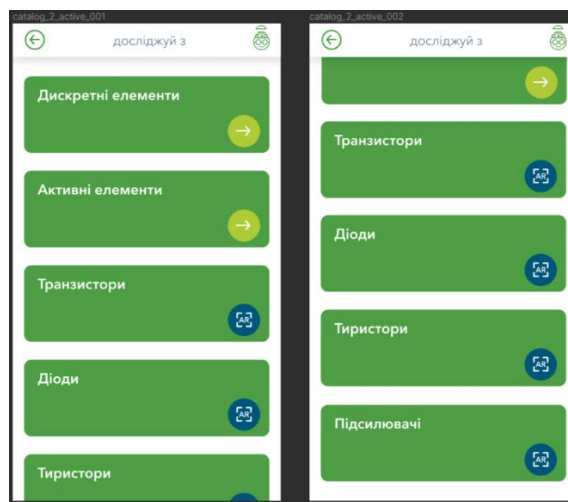 catalog_2_active_001
досліджуй з
Дискретні елементи
Активні елементи
Транзистори
AR
Діоди
AR
Тиристори
catalog_2_active_002
досліджуй з
Транзистори
AR
Діоди
AR
Тиристори
AR
Підсилювачі
AR